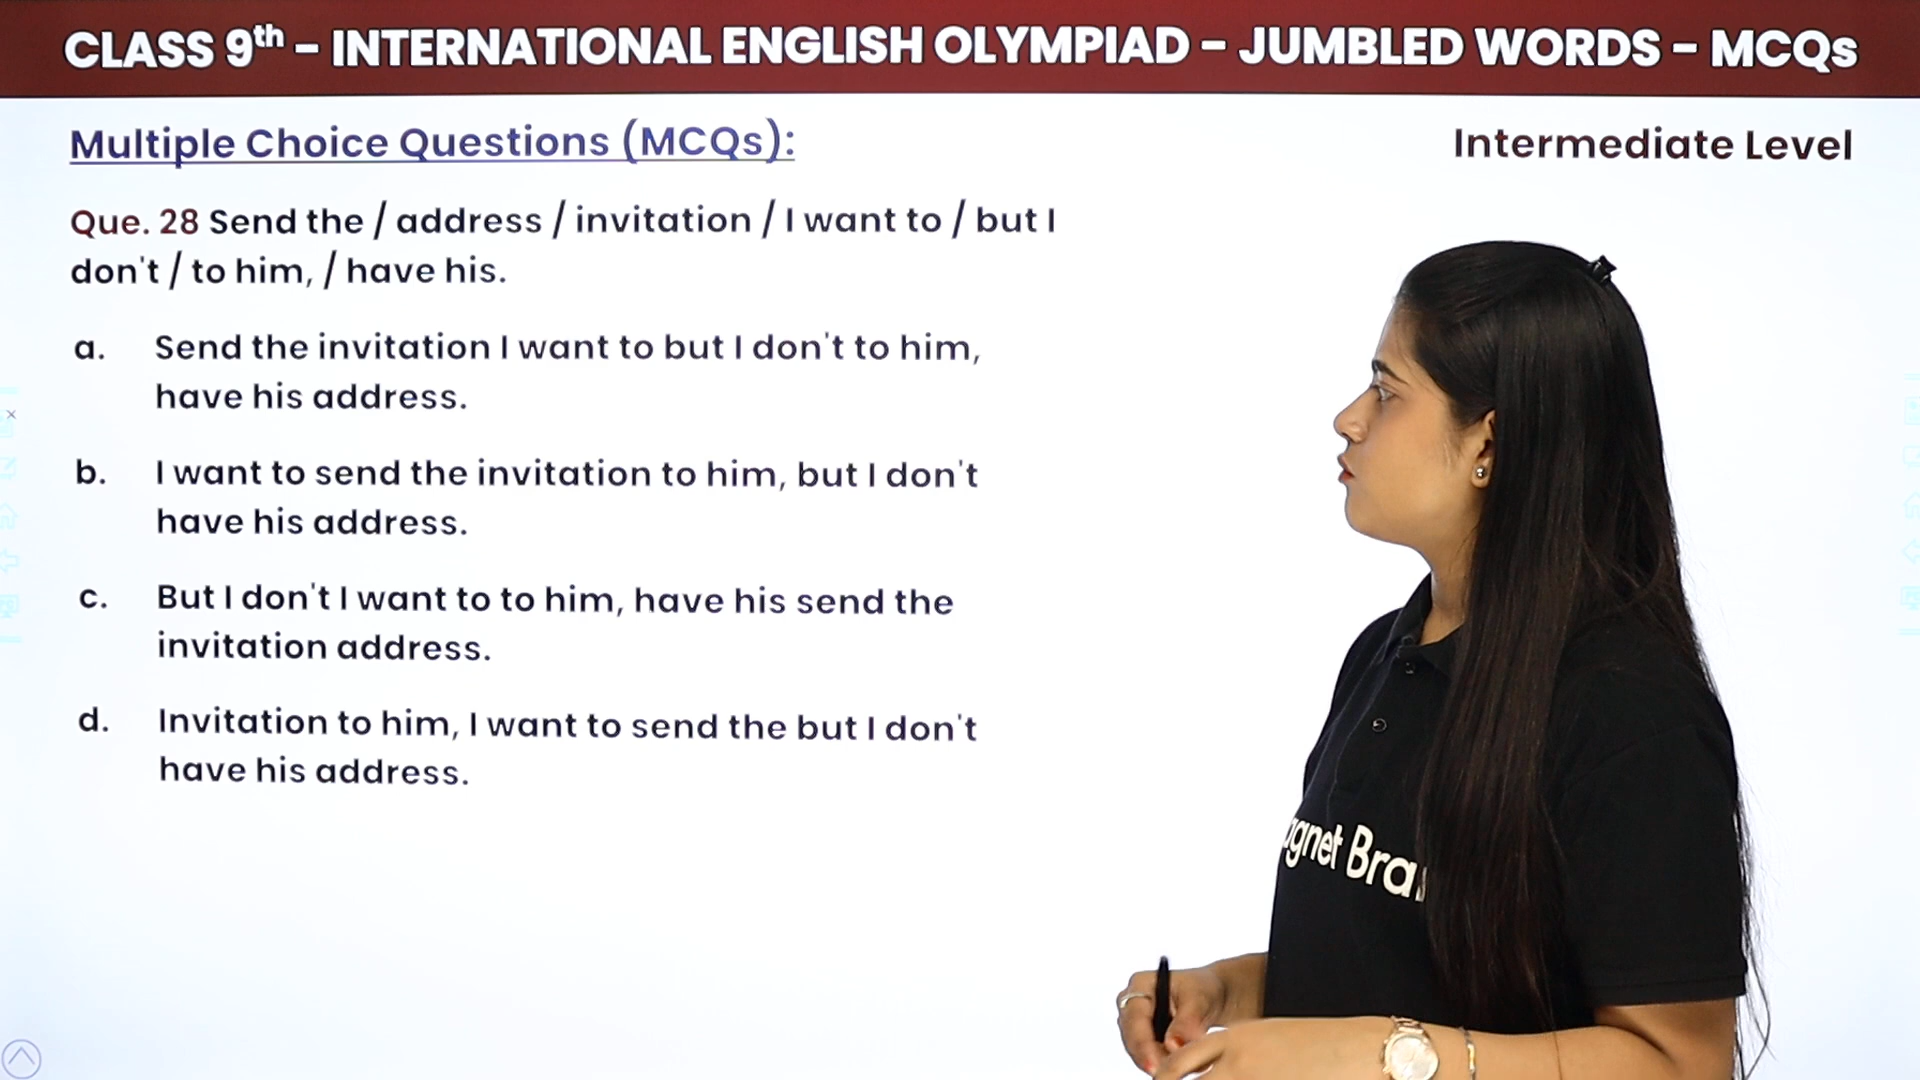 CLASS 9th – INTERNATIONAL ENGLISH OLYMPIAD – JUMBLED WORDS – MCQs
Multiple Choice Questions (MCQs):
Intermediate Level
Que. 28 Send the / address / invitation / I want to / but I
don't / to him, / have his.
a. Send the invitation I want to but I don't to him,
have his address.
b. I want to send the invitation to him, but I don't
have his address.
c. But I don't I want to to him, have his send the
invitation address.
d. Invitation to him, I want to send the but I don't
have his address.
agnet Bra